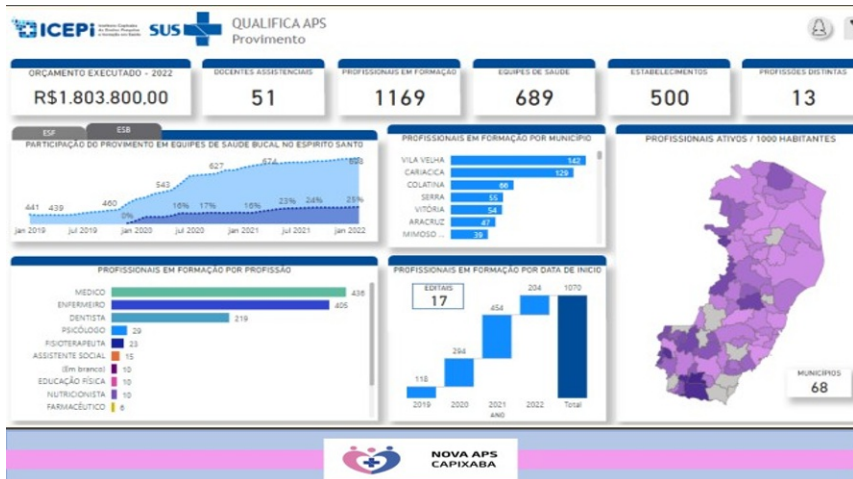 ICEPi
SUS
QUALIFICA APS
Provimento
ORÇAMENTO EXECUTADO - 2022
R$1.803.800,00
DOCENTES ASSISTENCIAIS
51
PROFISSIONAIS EM FORMAÇÃO
1169
EQUIPES DE SAÚDE
689
ESTABELECIMENTOS
500
PROFISSÕES DISTINTAS
13
ESF
ESB
PARTICIPAÇÃO DO PROVIMENTO EM EQUIPES DE SAÚDE BUCAL NO ESPIRITO SANTO
441 439 460 543 627 674
0% 16% 17% 16% 23% 24% 25%
jan 2019 jul 2019 jan 2020 jul 2020 jan 2021 jul 2021 jan 2022
PROFISSIONAIS EM FORMAÇÃO POR MUNICÍPIO
VILA VELHA 142
CARIACICA 129
COLATINA 66
SERRA 55
VITÓRIA 54
ARACRUZ 47
MIMOSO ... 39
PROFISSIONAIS ATIVOS / 1000 HABITANTES
MUNICÍPIOS
68
PROFISSIONAIS EM FORMAÇÃO POR PROFISSÃO
MEDICO 436
ENFERMEIRO 405
DENTISTA 219
PSICÓLOGO 29
FISIOTERAPEUTA 23
ASSISTENTE SOCIAL 15
(Em branco) 10
EDUCAÇÃO FÍSICA 10
NUTRICIONISTA 10
FARMACÊUTICO 6
PROFISSIONAIS EM FORMAÇÃO POR DATA DE INICIO
EDITAIS
17
118 264 454 234 1070
2019 2020 2021 2022 Total
ANO
NOVA APS
CAPIXABA